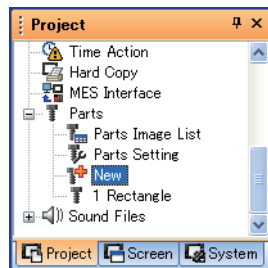 Project
Time Action
Hard Copy
MES Interface
Parts
Parts Image List
Parts Setting
New
1 Rectangle
Sound Files
Project Screen System